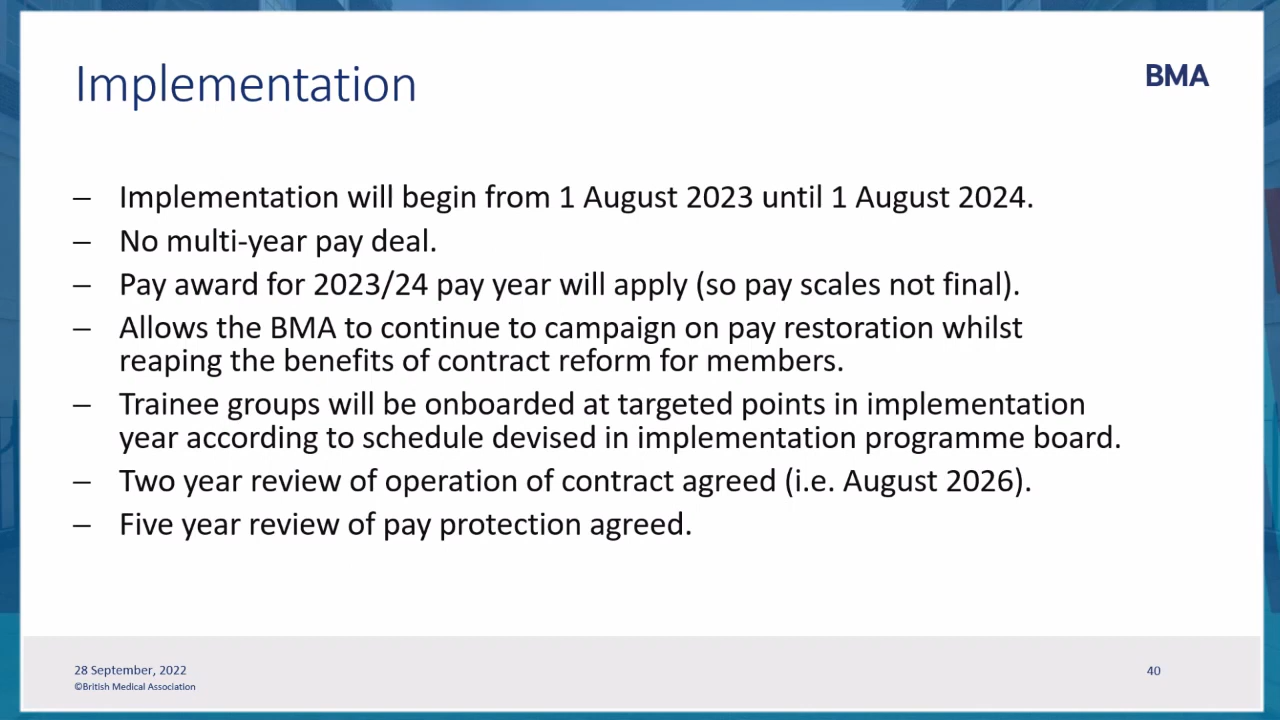 Implementation
BMA
– Implementation will begin from 1 August 2023 until 1 August 2024.
– No multi-year pay deal.
– Pay award for 2023/24 pay year will apply (so pay scales not final).
– Allows the BMA to continue to campaign on pay restoration whilst
reaping the benefits of contract reform for members.
– Trainee groups will be onboarded at targeted points in implementation
year according to schedule devised in implementation programme board.
– Two year review of operation of contract agreed (i.e. August 2026).
– Five year review of pay protection agreed.
28 September, 2022
©British Medical Association
40